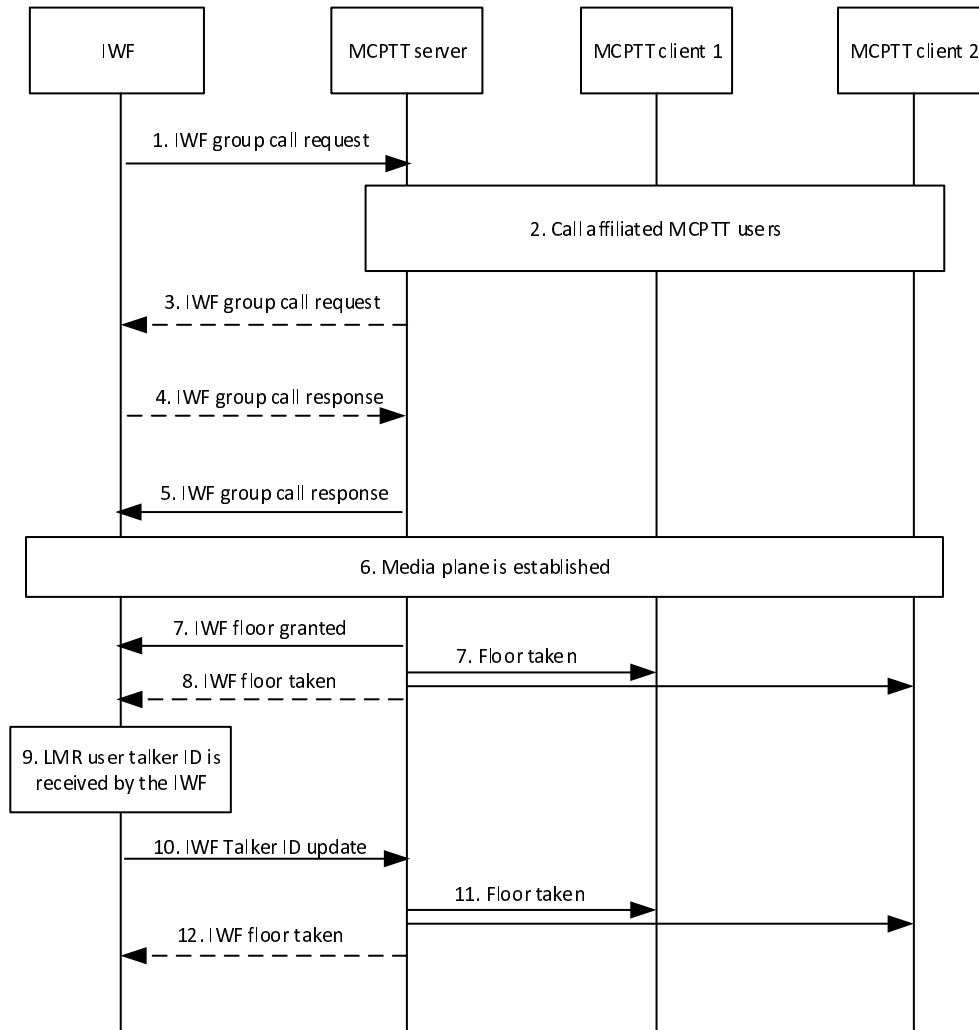 IWF
MCPTT server
MCPTT client 1
MCPTT client 2
1. IWF group call request
2. Call affiliated MCPTT users
3. IWF group call request
4. IWF group call response
5. IWF group call response
6. Media plane is established
7. IWF floor granted
7. Floor taken
8. IWF floor taken
9. LMR user talker ID is
received by the IWF
10. IWF Talker ID update
11. Floor taken
12. IWF floor taken